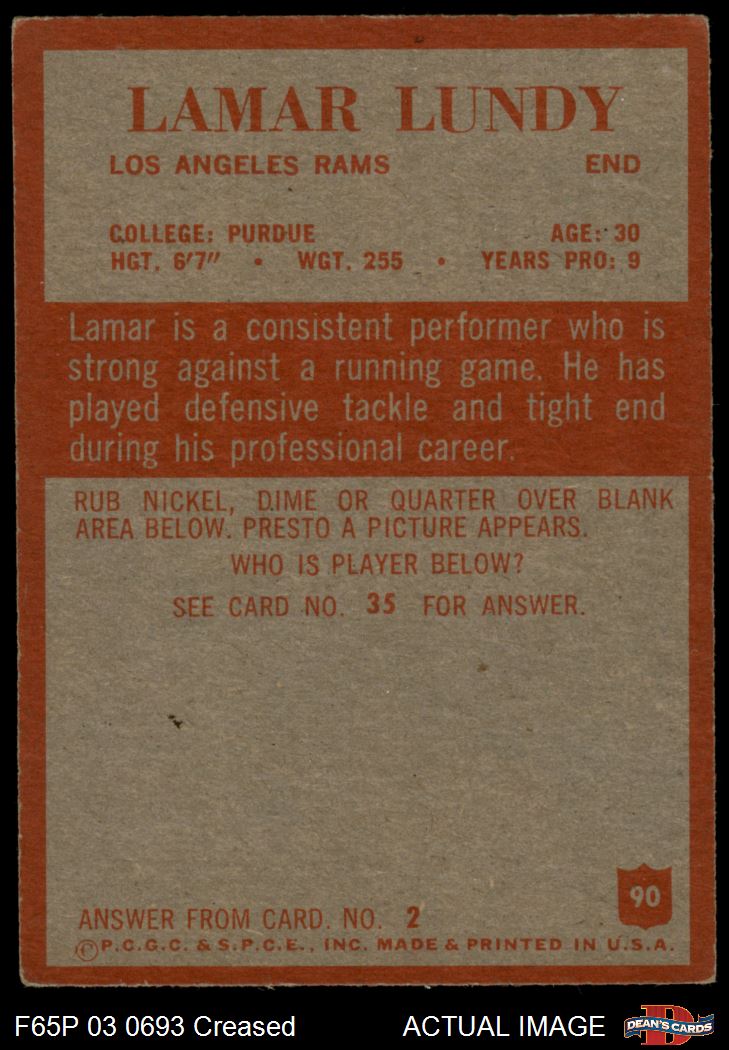 LAMAR LUNDY
LOS ANGELES RAMS END
COLLEGE: PURDUE AGE: 30
HGT. 6'7" • WGT. 255 • YEARS PRO: 9
Lamar is a consistent performer who is
strong against a running game. He has
played defensive tackle and tight end
during his professional career.
RUB NICKEL, DIME OR QUARTER OVER BLANK
AREA BELOW. PRESTO A PICTURE APPEARS.
WHO IS PLAYER BELOW?
SEE CARD NO. 35 FOR ANSWER.
90
ANSWER FROM CARD. NO. 2
©P.C.G.C. & S.P.C.E., INC. MADE & PRINTED IN U.S.A.
F65P 03 0693 Creased ACTUAL IMAGE
D
DEAN'S CARDS